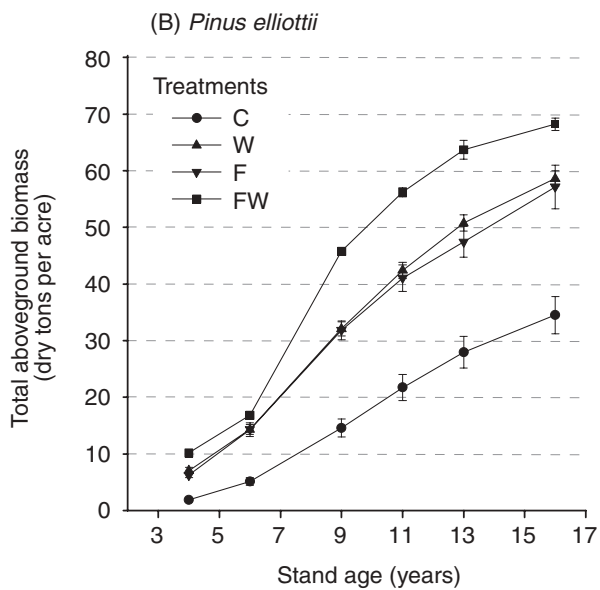 (B) Pinus elliottii
Total aboveground biomass
(dry tons per acre)
80
70
60
50
40
30
20
10
0
Treatments
C
W
F
FW
3 5 7 9 11 13 15 17
Stand age (years)